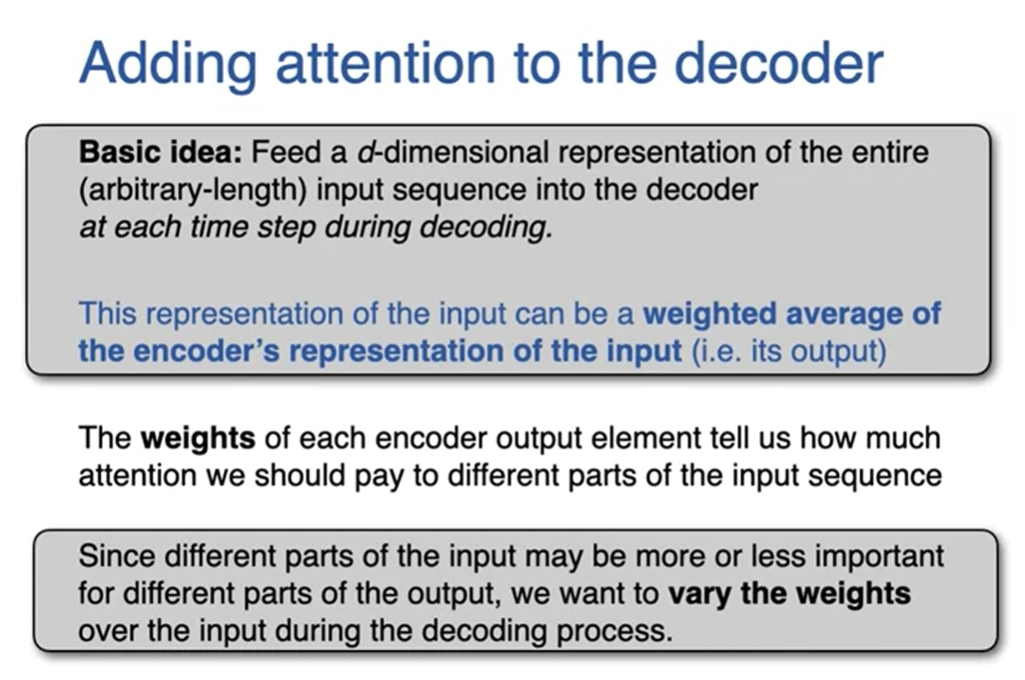 Adding attention to the decoder
Basic idea: Feed a d-dimensional representation of the entire
(arbitrary-length) input sequence into the decoder
at each time step during decoding.
This representation of the input can be a weighted average of
the encoder’s representation of the input (i.e. its output)
The weights of each encoder output element tell us how much
attention we should pay to different parts of the input sequence
Since different parts of the input may be more or less important
for different parts of the output, we want to vary the weights
over the input during the decoding process.